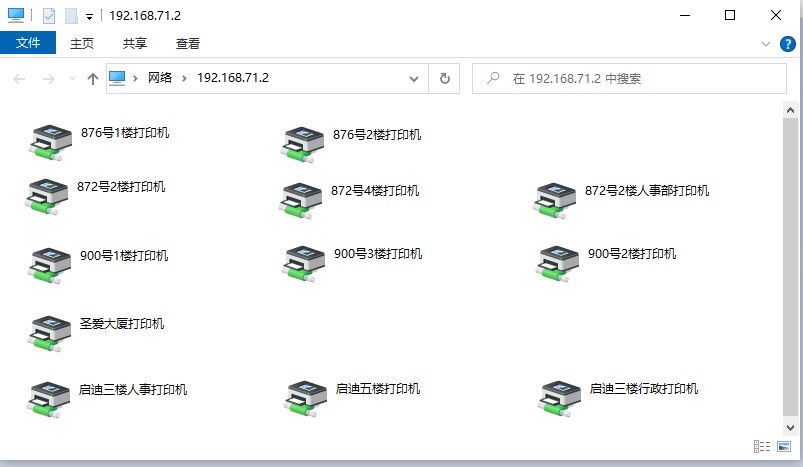 192.168.71.2
文件 主页 共享 查看
网络 192.168.71.2 在 192.168.71.2 中搜索
876号1楼打印机 876号2楼打印机
872号2楼打印机 872号4楼打印机 872号2楼人事部打印机
900号1楼打印机 900号3楼打印机 900号2楼打印机
圣爱大厦打印机
启迪三楼人事打印机 启迪五楼打印机 启迪三楼行政打印机